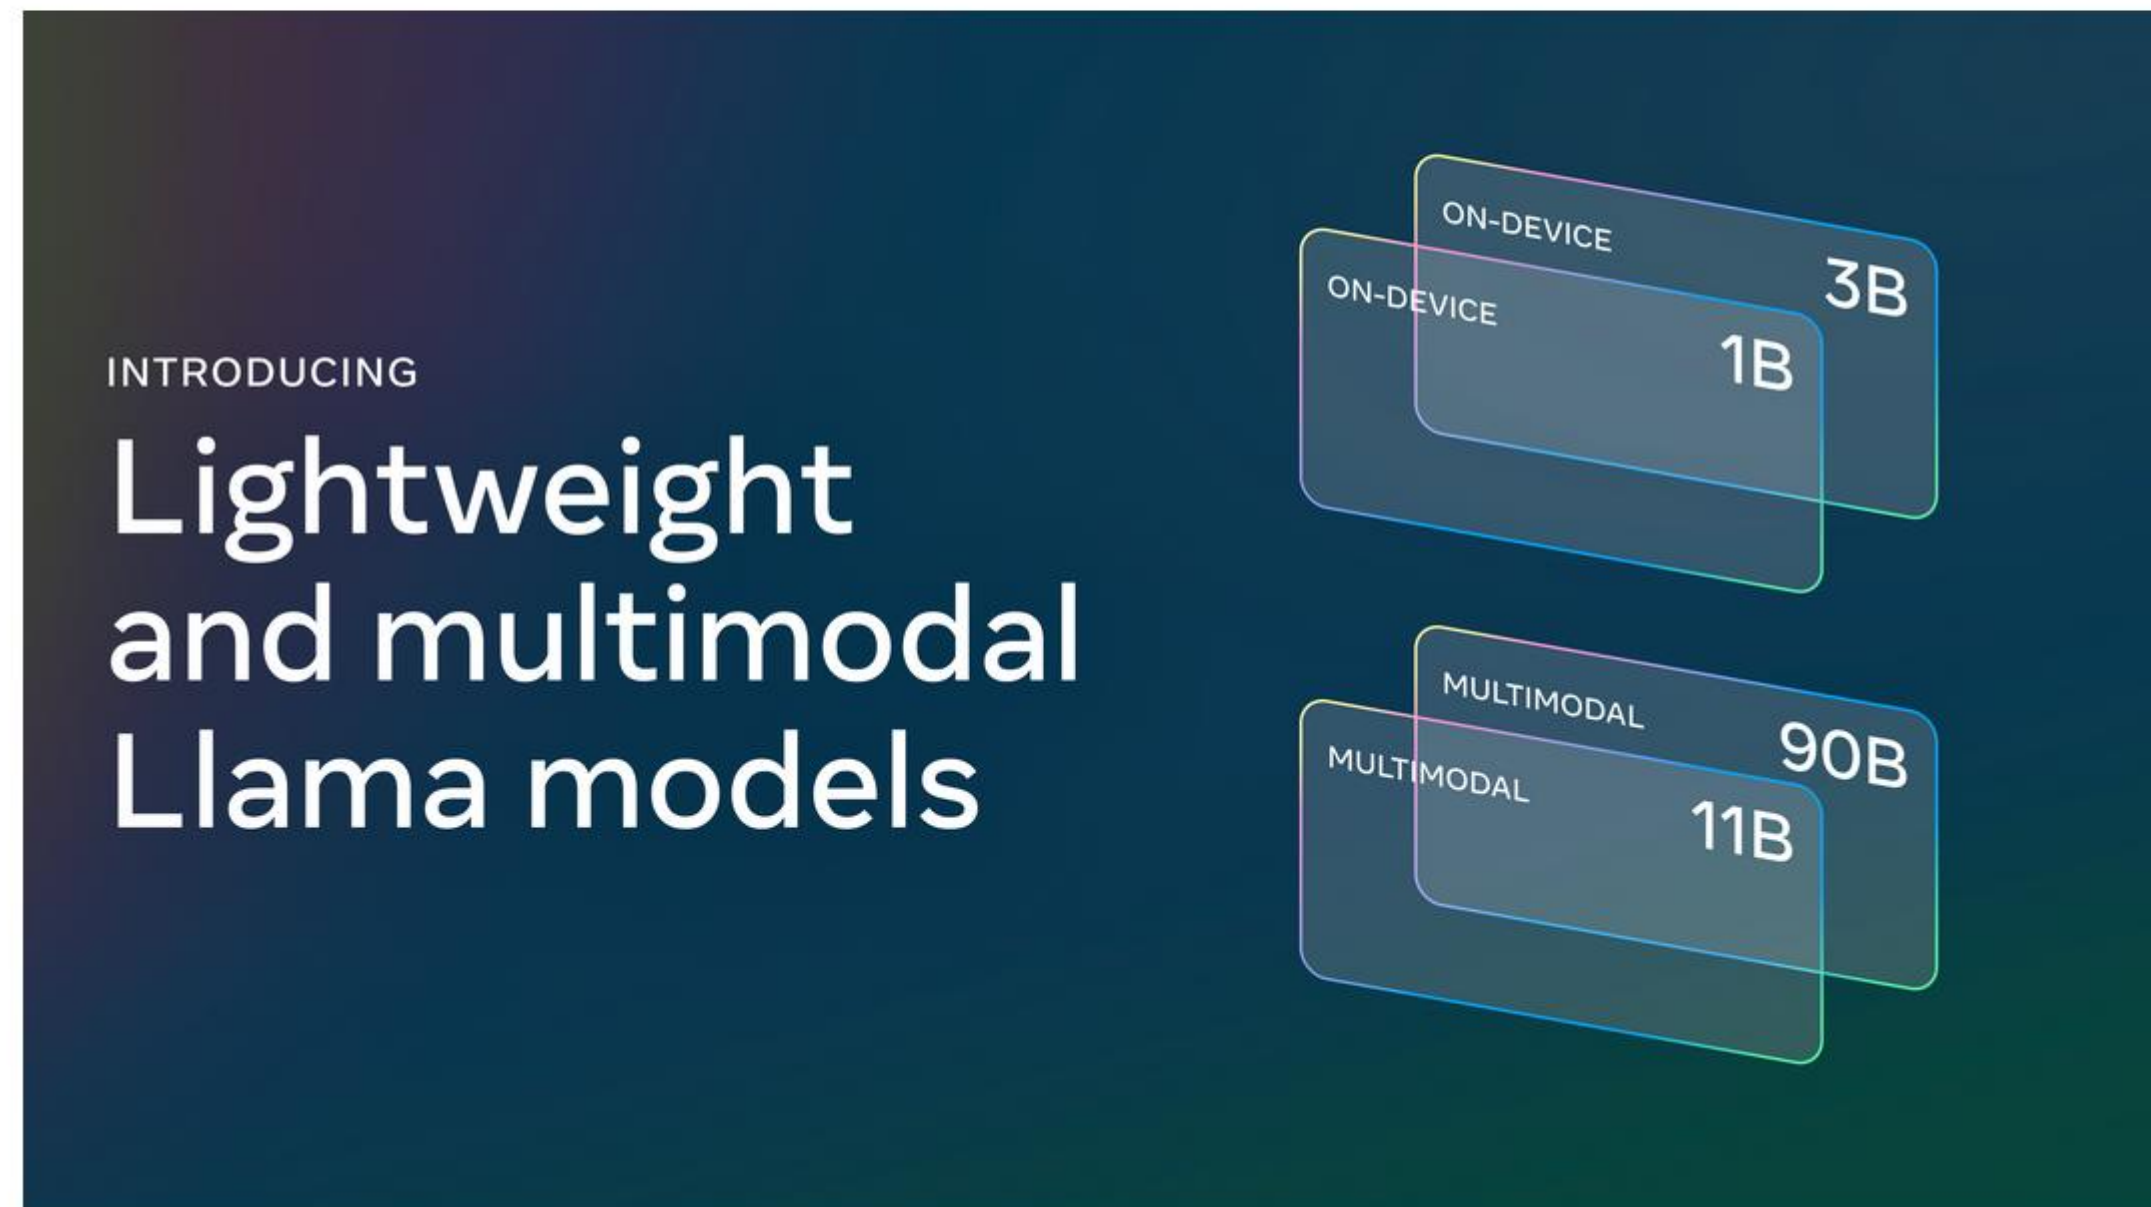 INTRODUCING
Lightweight
and multimodal
Llama models
ON-DEVICE
3B
ON-DEVICE
1B
MULTIMODAL
90B
MULTIMODAL
11B